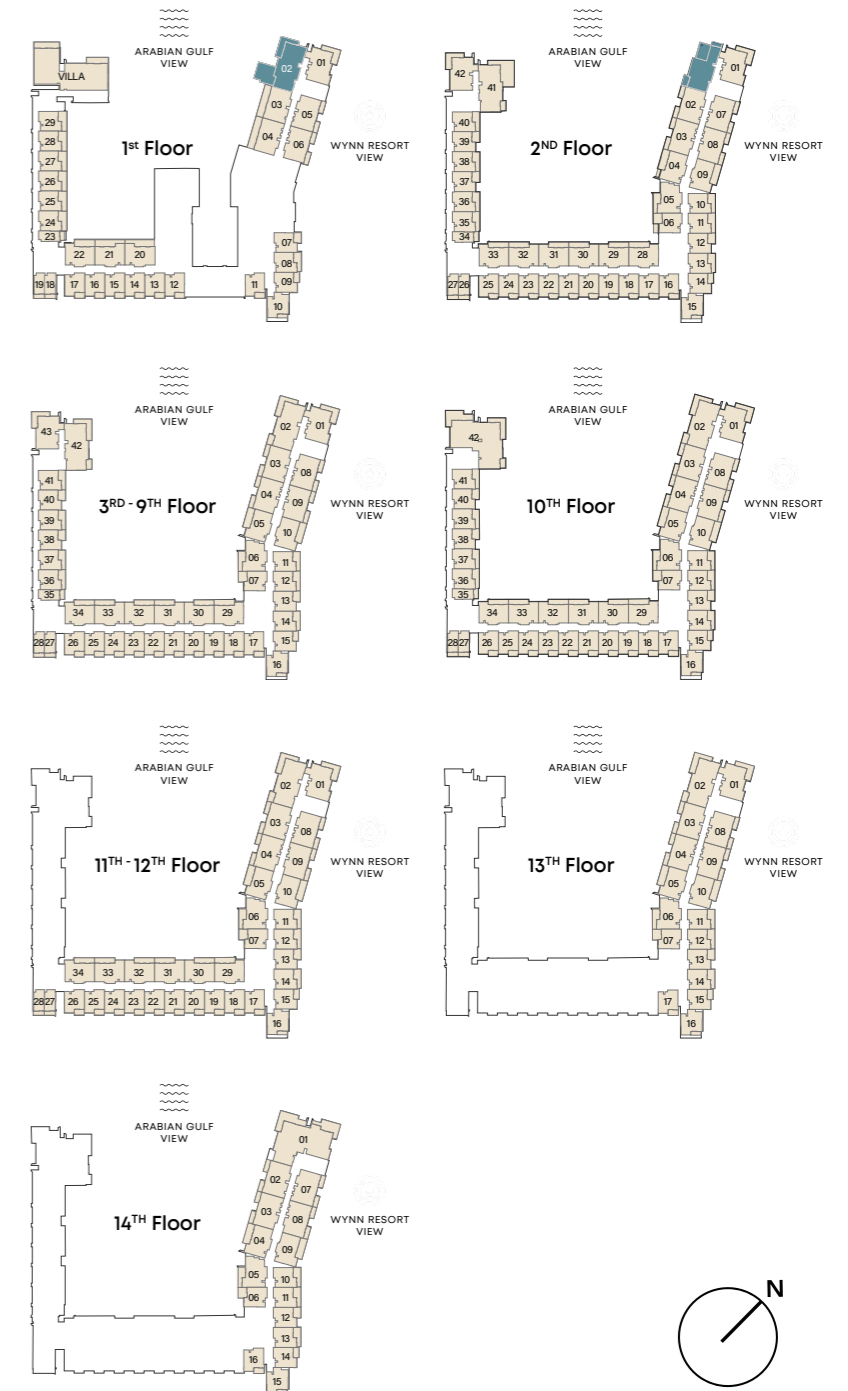 ARABIAN GULF
VIEW
VILLA
02
01
03
05
04
06
29
28
27
26
25
24
23
1st Floor
WYNN RESORT
VIEW
07
08
09
22 21 20
19 18 17 16 15 14 13 12 11
10
ARABIAN GULF
VIEW
42
41
01
02
07
03
08
04
09
40
39
38
37
36
35
34
2ND Floor
WYNN RESORT
VIEW
05
10
06
11
12
13
14
33 32 31 30 29 28
27 26 25 24 23 22 21 20 19 18 17 16
15
ARABIAN GULF
VIEW
43
42
02
01
03
08
04
09
05
10
41
40
39
38
37
36
35
3RD - 9TH Floor
WYNN RESORT
VIEW
06
11
07
12
13
14
15
34 33 32 31 30 29
28 27 26 25 24 23 22 21 20 19 18 17
16
ARABIAN GULF
VIEW
42
02
01
03
08
04
09
05
10
41
40
39
38
37
36
35
10TH Floor
WYNN RESORT
VIEW
06
11
07
12
13
14
15
34 33 32 31 30 29
28 27 26 25 24 23 22 21 20 19 18 17
16
ARABIAN GULF
VIEW
02
01
03
08
04
09
05
10
11TH - 12TH Floor
WYNN RESORT
VIEW
06
11
07
12
13
14
15
34 33 32 31 30 29
28 27 26 25 24 23 22 21 20 19 18 17
16
ARABIAN GULF
VIEW
02
01
03
08
04
09
05
10
13TH Floor
WYNN RESORT
VIEW
06
11
07
12
13
14
15
17
16
ARABIAN GULF
VIEW
01
02
07
03
08
04
09
14TH Floor
WYNN RESORT
VIEW
05
10
06
11
12
13
14
16
15
N